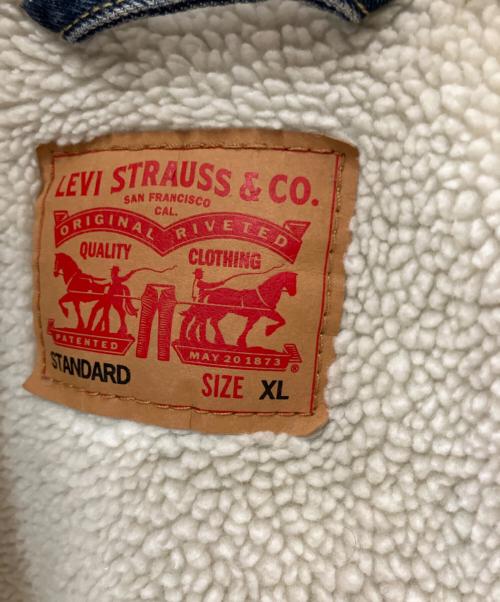 LEVI STRAUSS & CO.
SAN FRANCISCO
CAL.
ORIGINAL RIVETED
QUALITY CLOTHING
PATENTED MAY 20 1873 ®
STANDARD SIZE XL